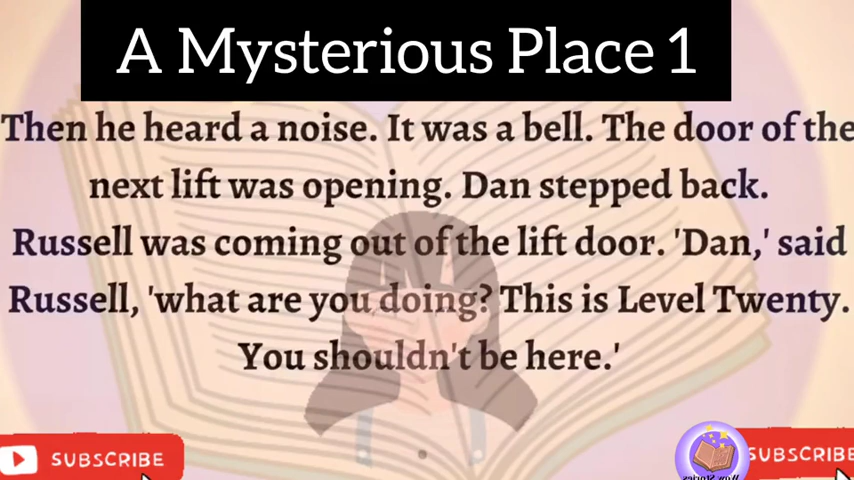 A Mysterious Place 1
Then he heard a noise. It was a bell. The door of the
next lift was opening. Dan stepped back.
Russell was coming out of the lift door. 'Dan,' said
Russell, 'what are you doing? This is Level Twenty.
You shouldn't be here.'
SUBSCRIBE
SUBSCRIBE